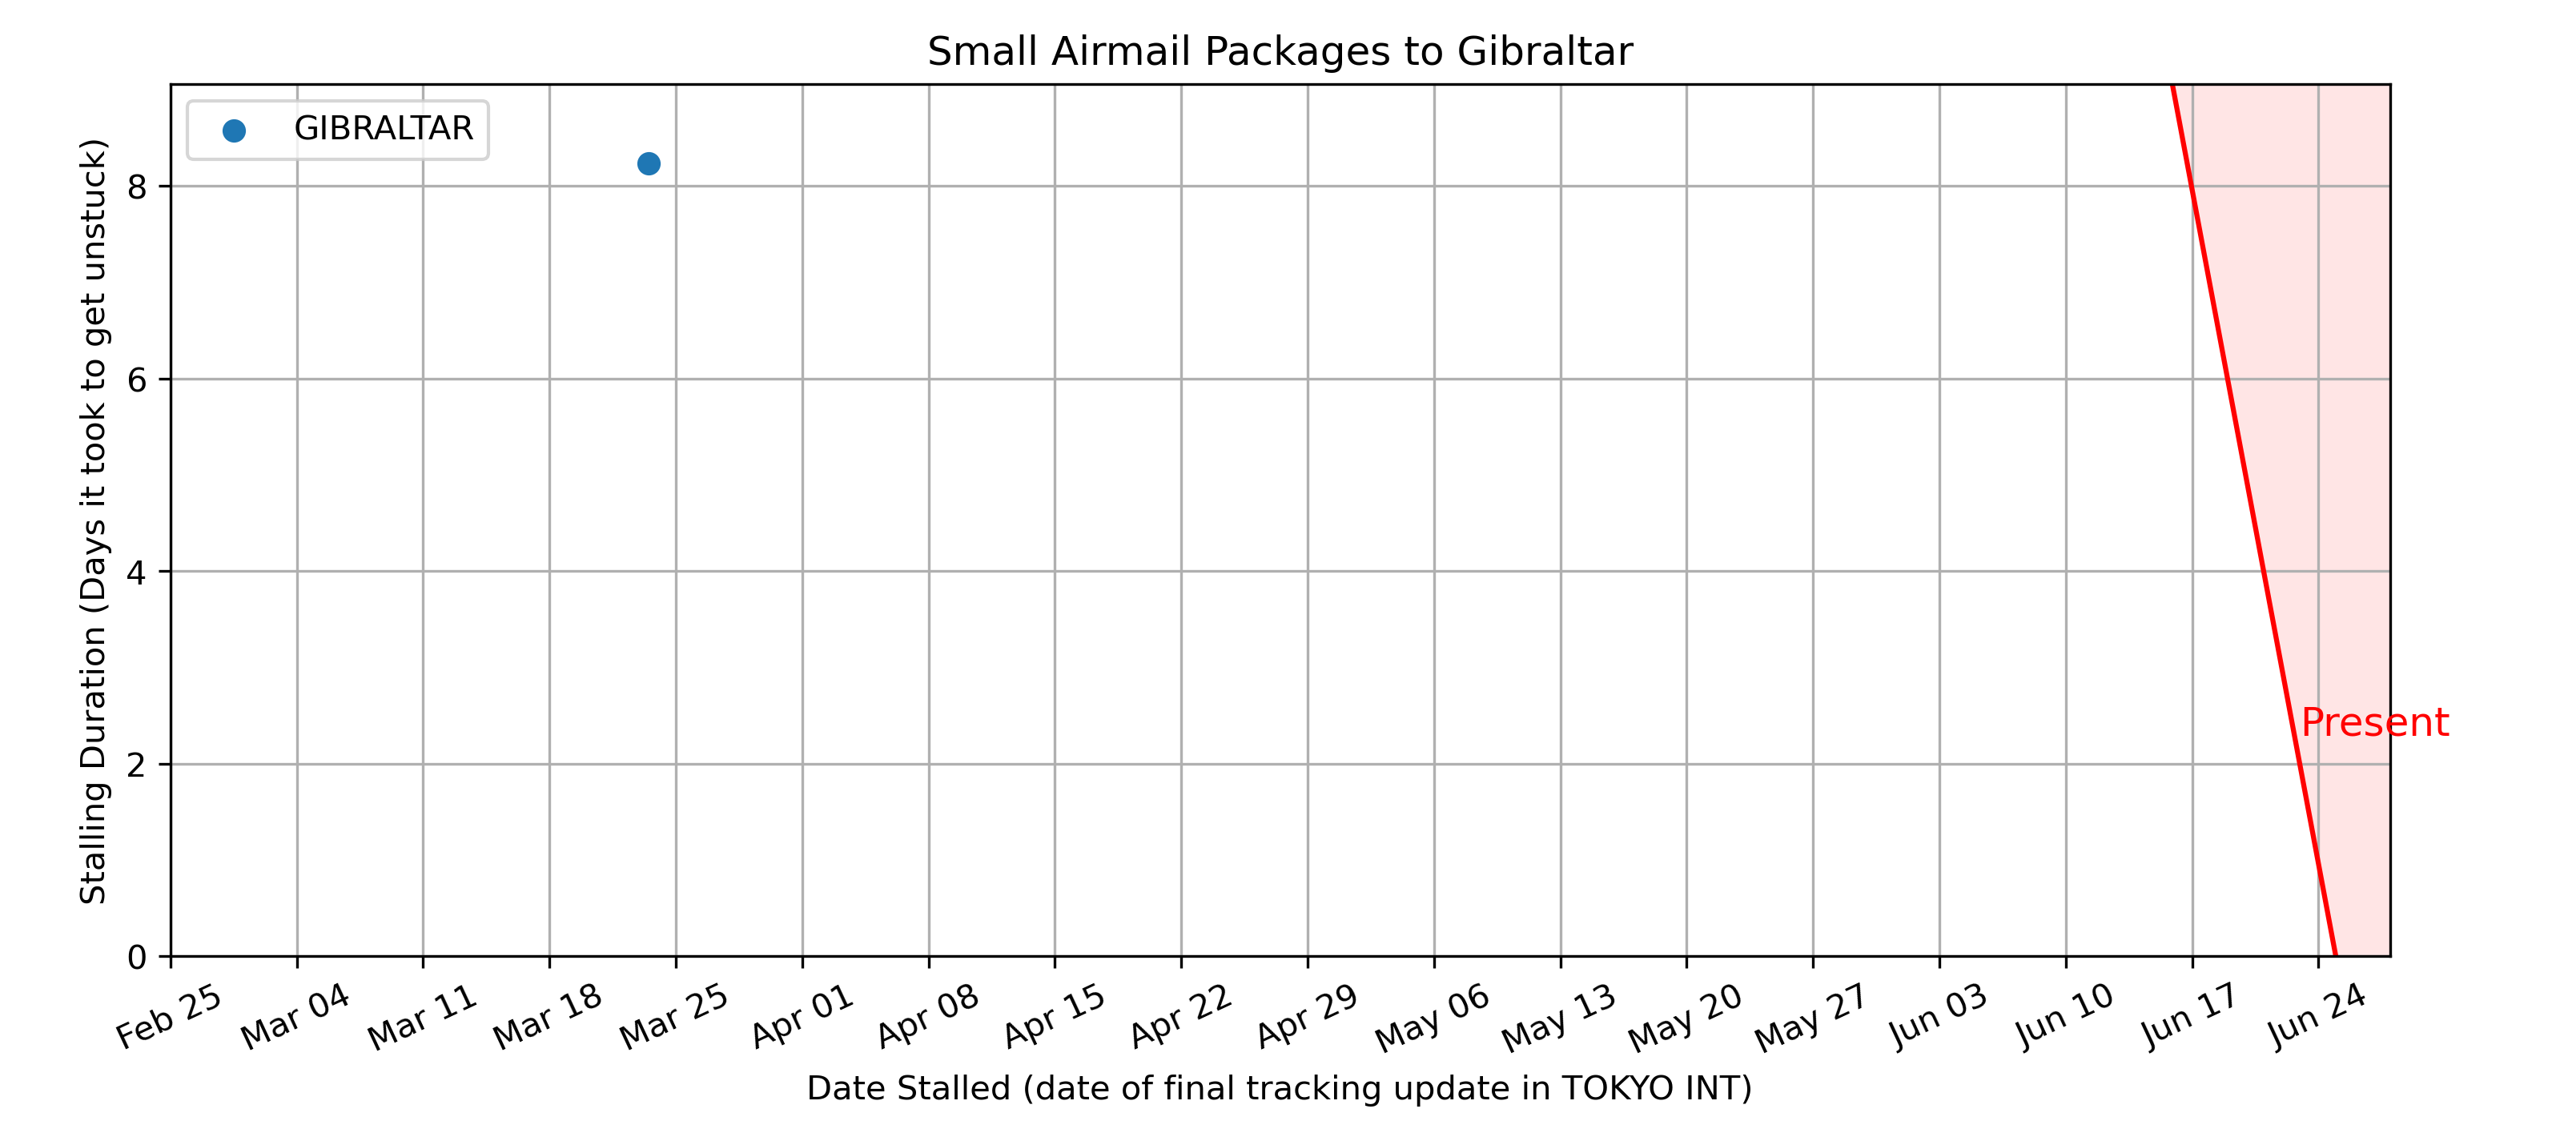 Small Airmail Packages to Gibraltar
GIBRALTAR
Stalling Duration (Days it took to get unstuck)
8
6
4
2
0
Present
Feb 25
Mar 04
Mar 11
Mar 18
Mar 25
Apr 01
Apr 08
Apr 15
Apr 22
Apr 29
May 06
May 13
May 20
May 27
Jun 03
Jun 10
Jun 17
Jun 24
Date Stalled (date of final tracking update in TOKYO INT)